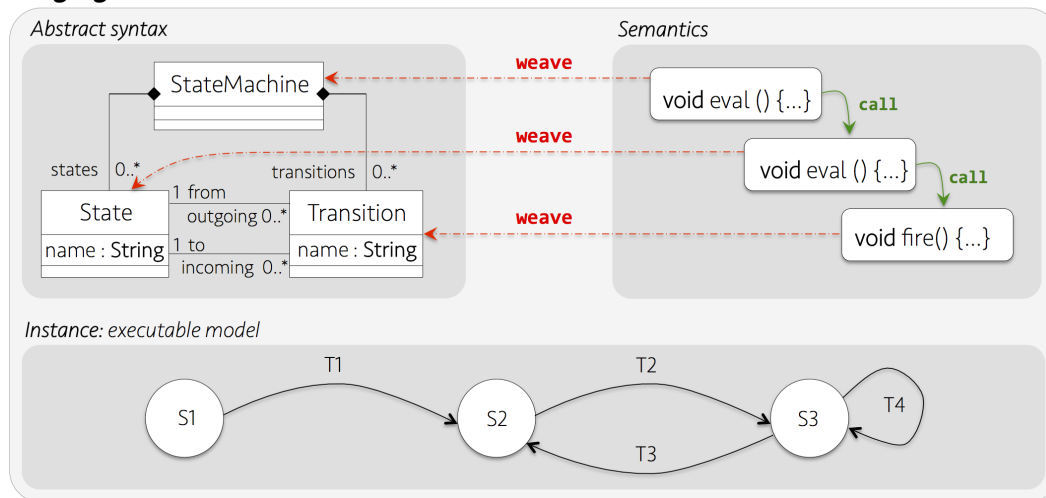 Abstract syntax
Semantics
StateMachine
weave
void eval () {...}
call
weave
states 0..*
transitions 0..*
void eval () {...}
call
State
1 from
outgoing 0..*
Transition
weave
void fire() {...}
name : String
1 to
incoming 0..*
name : String
Instance: executable model
T1
T2
S1
S2
S3
T4
T3